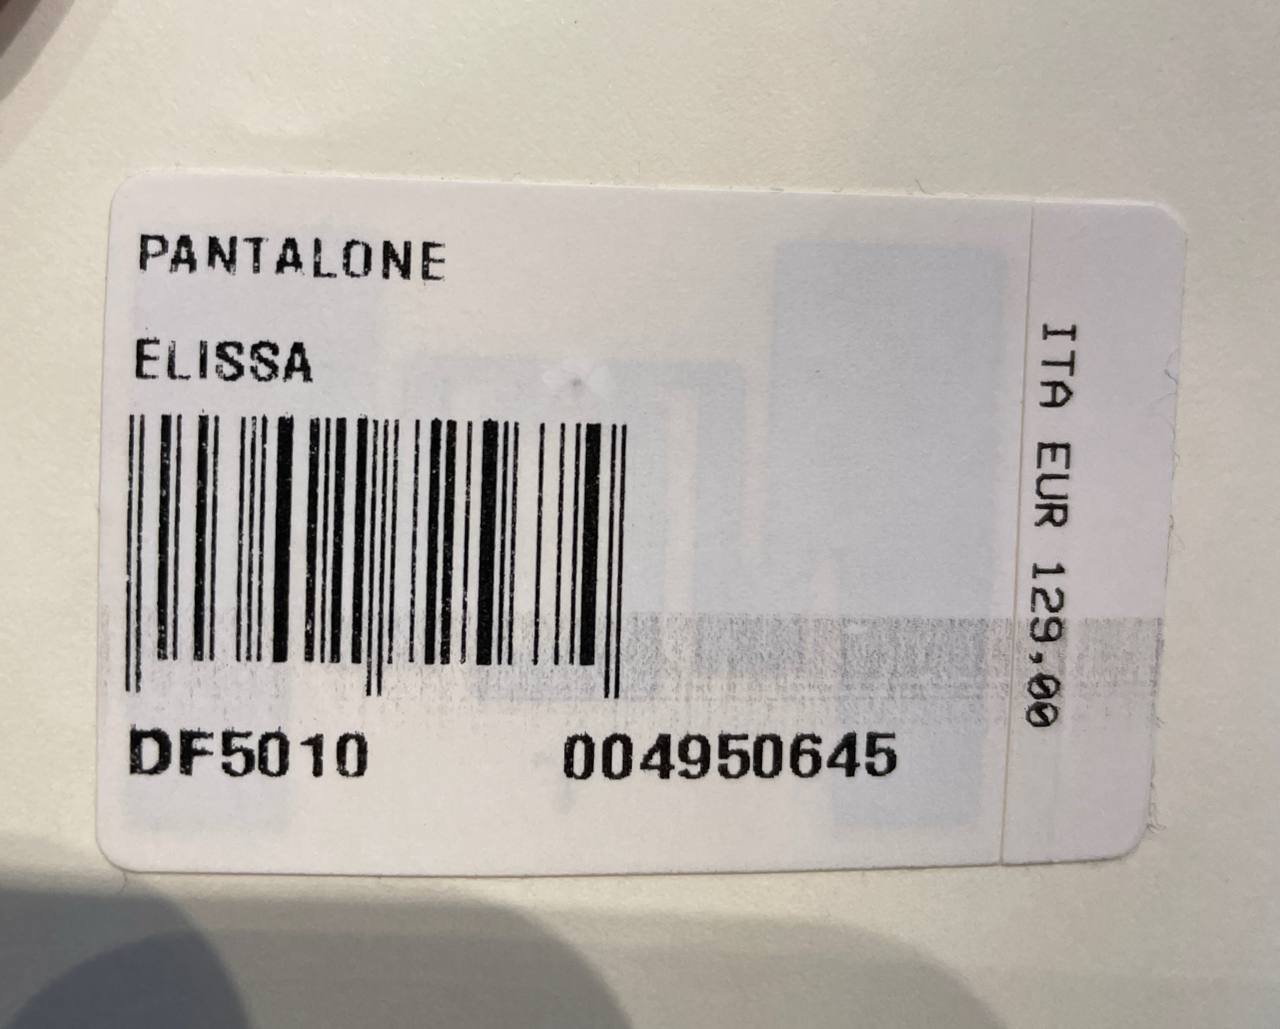 PANTALONE
ELISSA
DF5010 004950645
ITA EUR 129,00